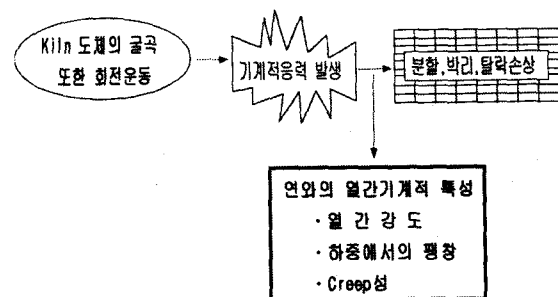 Kiln 도체의 굴곡
또한 회전운동
기계적응력 발생
분할,박리,탈락손상
연와의 열간기계적 특성
·열 간 강 도
·하중에서의 팽창
·Creep성